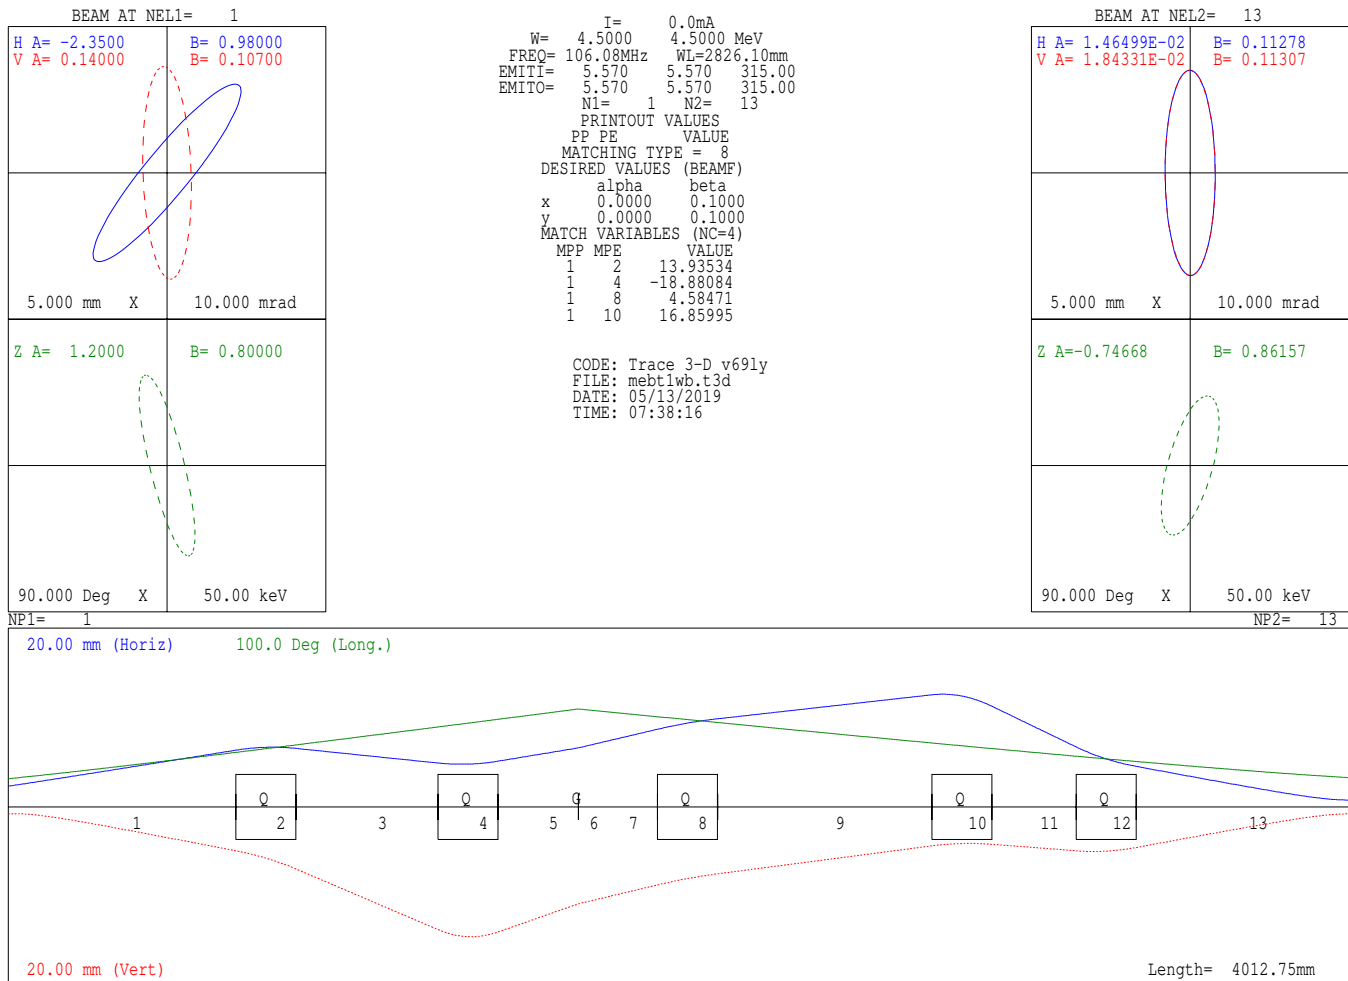 BEAM AT NEL1= 1
H A= -2.3500 B= 0.98000
V A= 0.14000 B= 0.10700
5.000 mm X 10.000 mrad
Z A= 1.2000 B= 0.80000
90.000 Deg X 50.00 keV
I= 0.0mA
W= 4.5000 4.5000 MeV
FREQ= 106.08MHz WL=2826.10mm
EMITI= 5.570 5.570 315.00
EMITO= 5.570 5.570 315.00
N1= 1 N2= 13
PRINTOUT VALUES
PP PE VALUE
MATCHING TYPE = 8
DESIRED VALUES (BEAMF)
alpha beta
x 0.0000 0.1000
y 0.0000 0.1000
MATCH VARIABLES (NC=4)
MPP MPE VALUE
1 2 13.93534
1 4 -18.88084
1 8 4.58471
1 10 16.85995
CODE: Trace 3-D v69ly
FILE: mebt1wb.t3d
DATE: 05/13/2019
TIME: 07:38:16
BEAM AT NEL2= 13
H A= 1.46499E-02 B= 0.11278
V A= 1.84331E-02 B= 0.11307
5.000 mm X 10.000 mrad
Z A=-0.74668 B= 0.86157
90.000 Deg X 50.00 keV
NP1= 1 NP2= 13
20.00 mm (Horiz) 100.0 Deg (Long.)
Q Q G Q Q Q
1 2 3 4 5 6 7 8 9 10 11 12 13
20.00 mm (Vert) Length= 4012.75mm